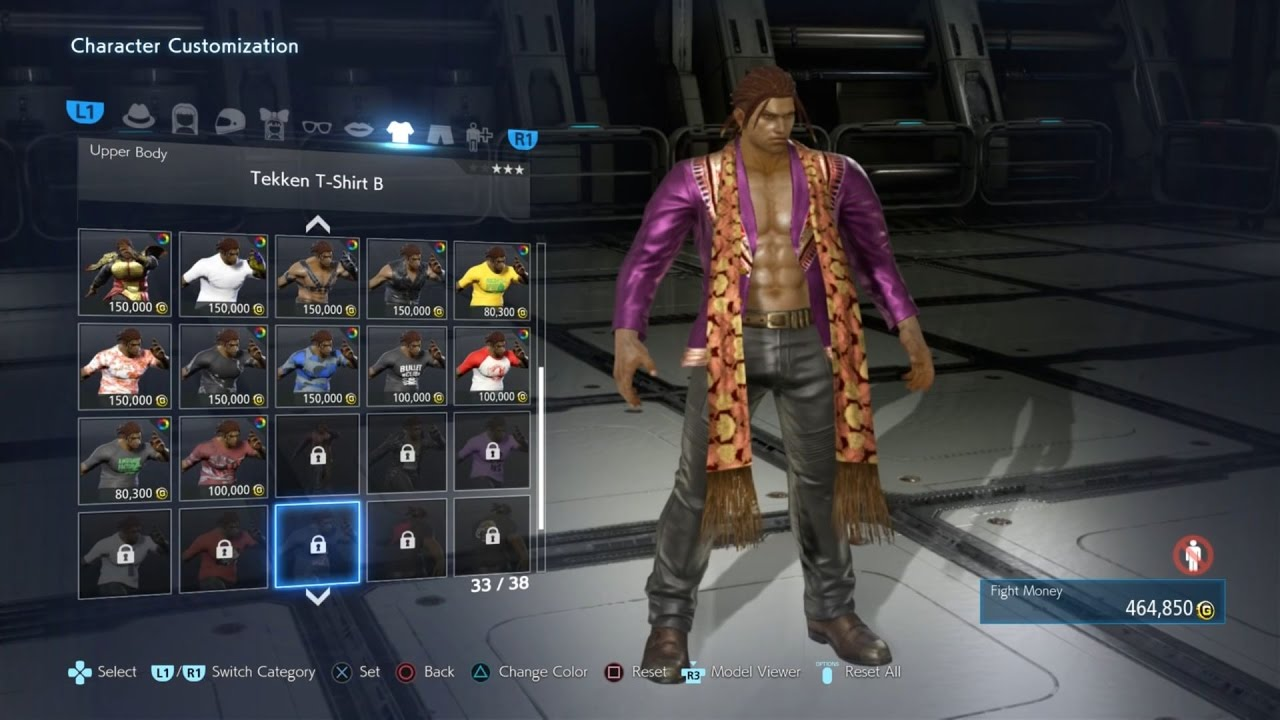 Character Customization
L1
R1
Upper Body
★★★
Tekken T-Shirt B
150,000 G
150,000 G
150,000 G
150,000 G
80,300 G
150,000 G
150,000 G
150,000 G
BULLET
100,000 G
100,000 G
80,300 G
100,000 G
33 / 38
Fight Money
464,850 G
Select L1 / R1 Switch Category Set Back Change Color Reset R3 Model Viewer OPTIONS Reset All